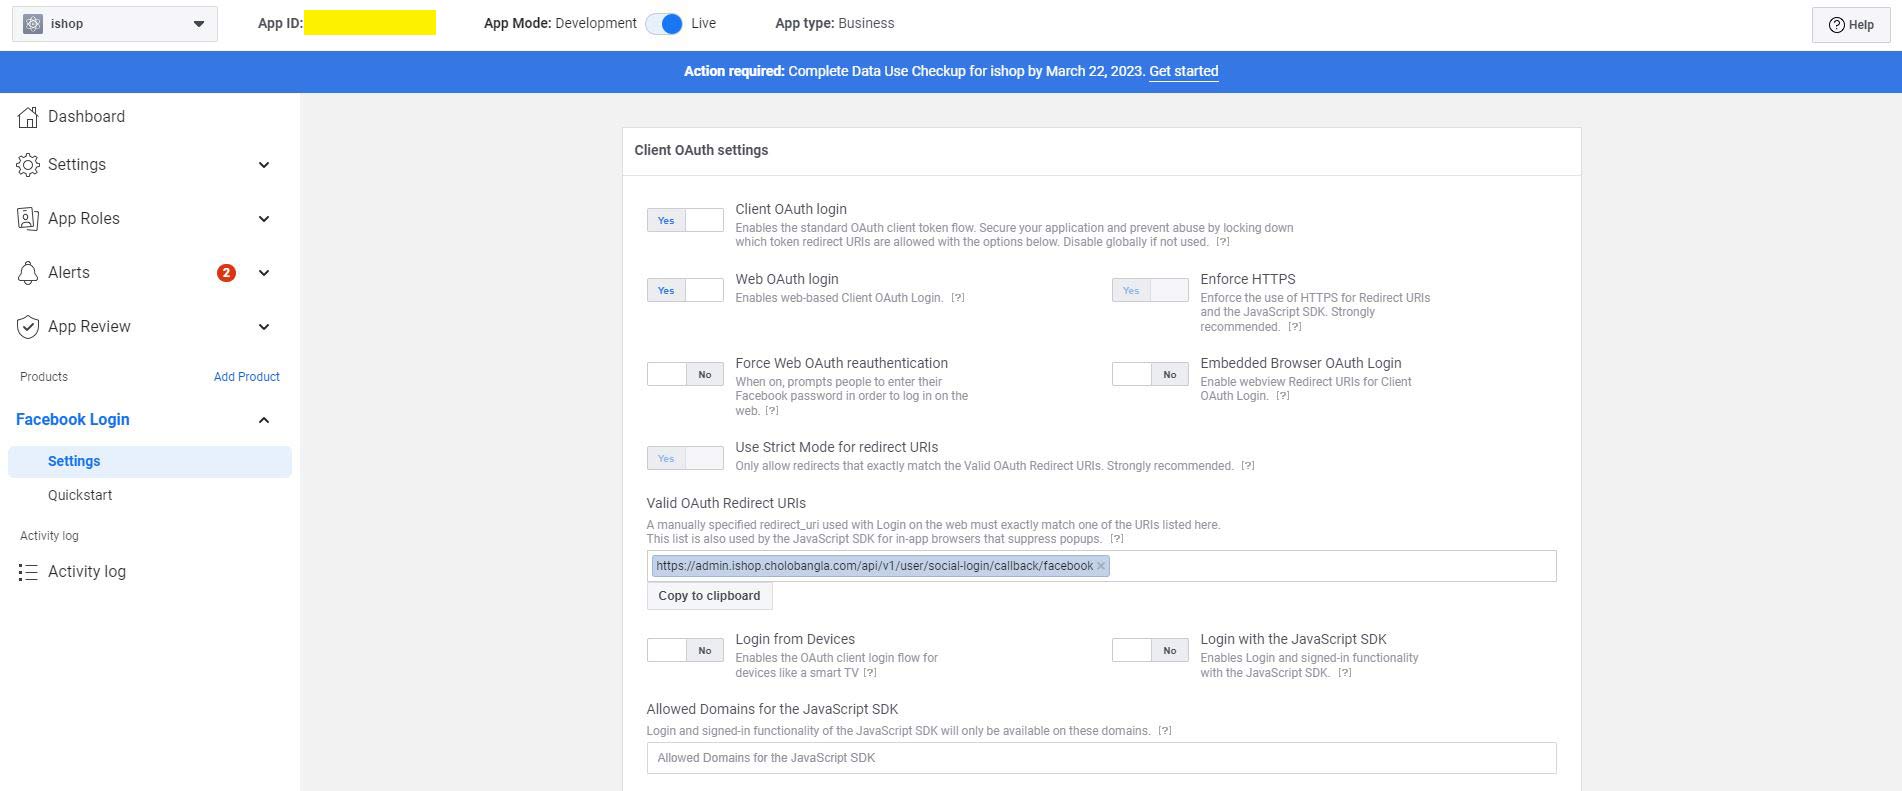 ishop
App ID:
App Mode: Development Live
App type: Business
Help
Action required: Complete Data Use Checkup for ishop by March 22, 2023. Get started
Dashboard
Settings
App Roles
Alerts 2
App Review
Products Add Product
Facebook Login
Settings
Quickstart
Activity log
Activity log
Client OAuth settings
Yes
Client OAuth login
Enables the standard OAuth client token flow. Secure your application and prevent abuse by locking down
which token redirect URIs are allowed with the options below. Disable globally if not used. [?]
Yes
Web OAuth login
Enables web-based Client OAuth Login. [?]
Yes
Enforce HTTPS
Enforce the use of HTTPS for Redirect URIs
and the JavaScript SDK. Strongly
recommended. [?]
No
Force Web OAuth reauthentication
When on, prompts people to enter their
Facebook password in order to log in on the
web. [?]
No
Embedded Browser OAuth Login
Enable webview Redirect URIs for Client
OAuth Login. [?]
Yes
Use Strict Mode for redirect URIs
Only allow redirects that exactly match the Valid OAuth Redirect URIs. Strongly recommended. [?]
Valid OAuth Redirect URIs
A manually specified redirect_uri used with Login on the web must exactly match one of the URIs listed here.
This list is also used by the JavaScript SDK for in-app browsers that suppress popups. [?]
https://admin.ishop.cholobangla.com/api/v1/user/social-login/callback/facebook ×
Copy to clipboard
No
Login from Devices
Enables the OAuth client login flow for
devices like a smart TV [?]
No
Login with the JavaScript SDK
Enables Login and signed-in functionality
with the JavaScript SDK. [?]
Allowed Domains for the JavaScript SDK
Login and signed-in functionality of the JavaScript SDK will only be available on these domains. [?]
Allowed Domains for the JavaScript SDK